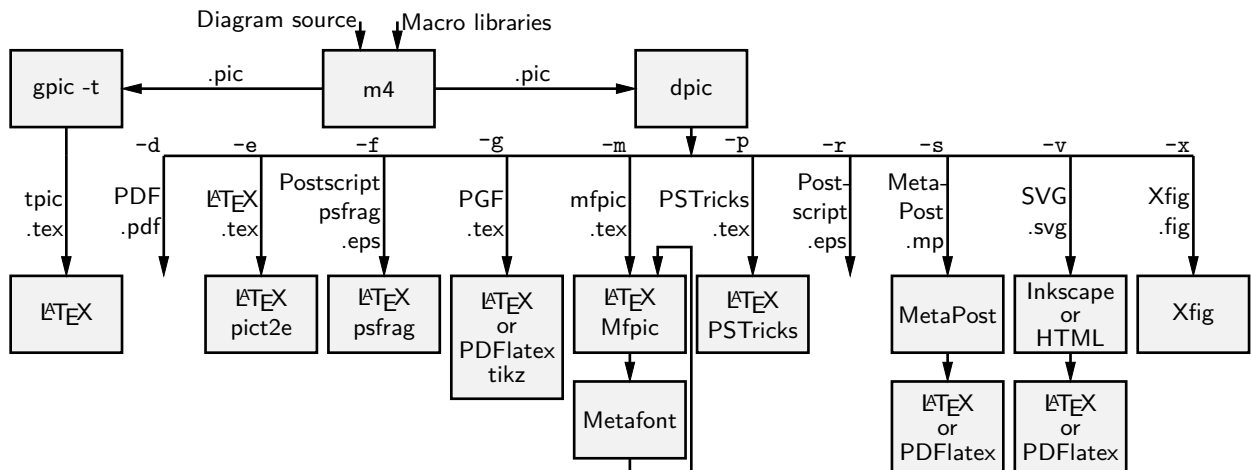 Diagram source
Macro libraries
gpic -t
.pic
m4
.pic
dpic
-d
-e
-f
-g
-m
-p
-r
-s
-v
-x
tpic
.tex
PDF
.pdf
LATEX
.tex
Postscript
psfrag
.eps
PGF
.tex
mfpic
.tex
PSTricks
.tex
Post-
script
.eps
Meta-
Post
.mp
SVG
.svg
Xfig
.fig
LATEX
LATEX
pict2e
LATEX
psfrag
LATEX
or
PDFlatex
tikz
LATEX
Mfpic
LATEX
PSTricks
MetaPost
Inkscape
or
HTML
Xfig
Metafont
LATEX
or
PDFlatex
LATEX
or
PDFlatex